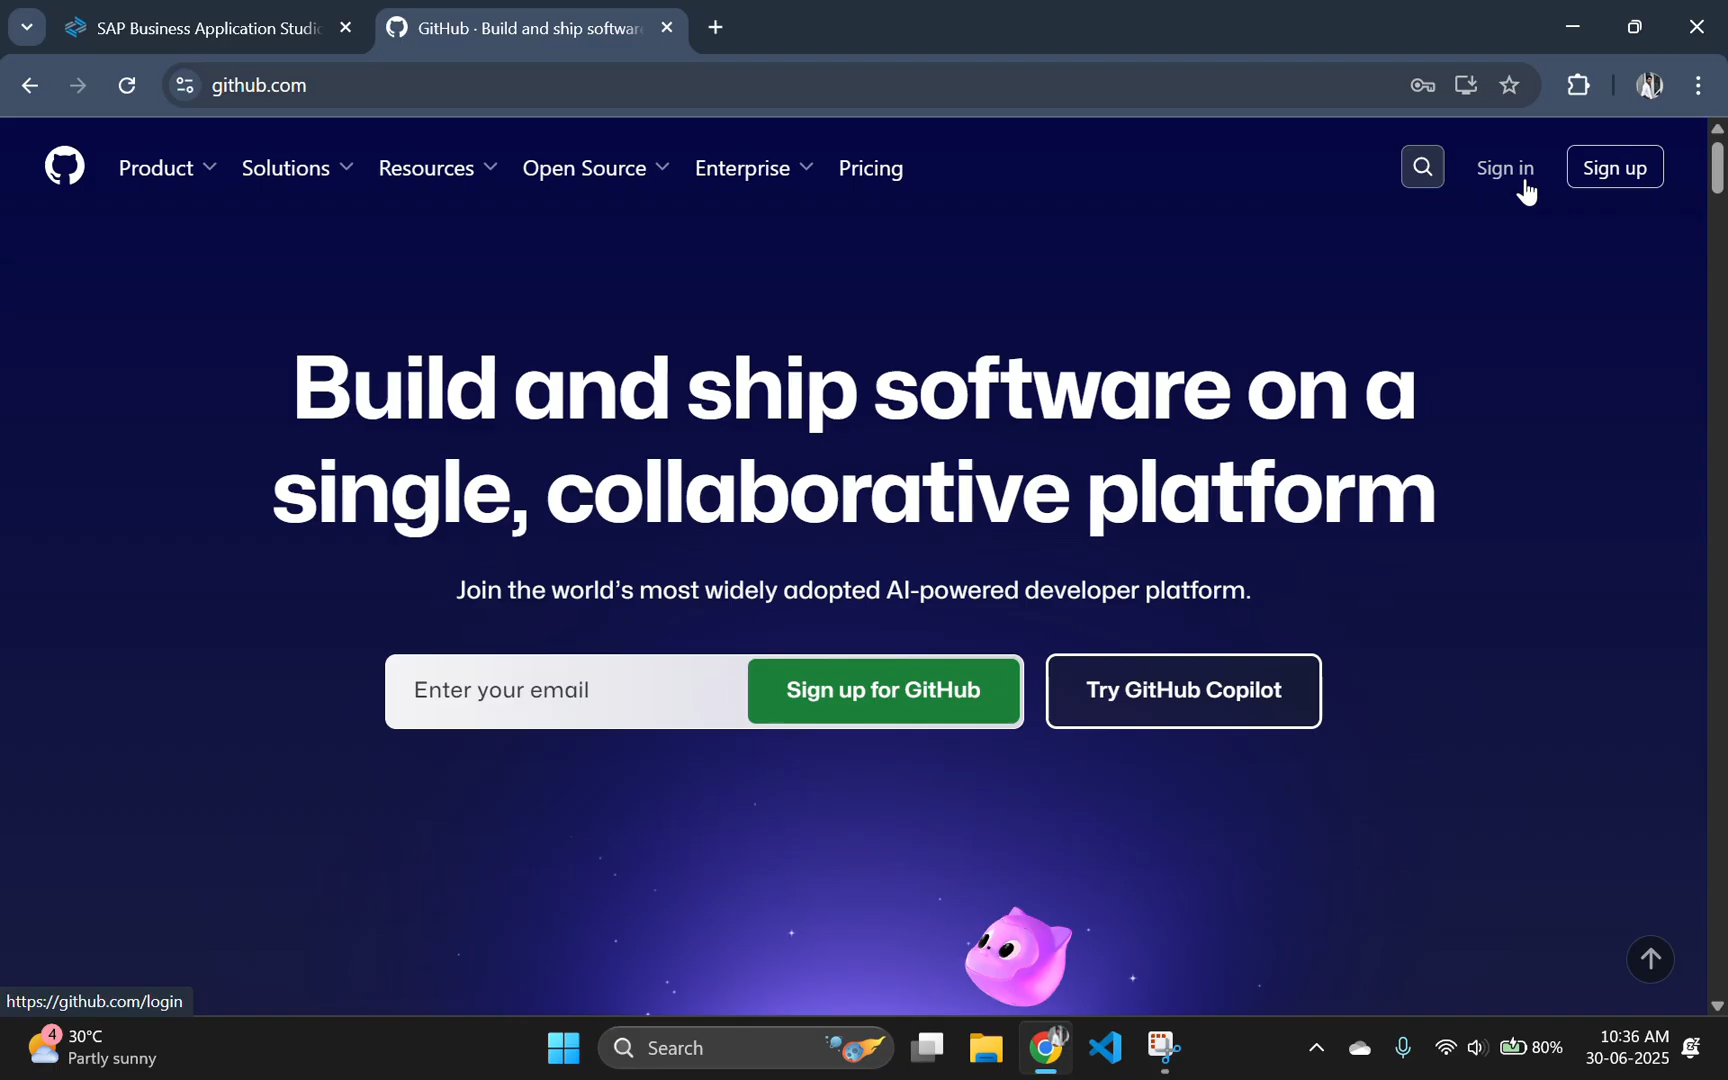 SAP Business Application Studi
GitHub · Build and ship softwar
github.com
Product
Solutions
Resources
Open Source
Enterprise
Pricing
Sign in
Sign up
Build and ship software on a
single, collaborative platform
Join the world's most widely adopted AI-powered developer platform.
Enter your email
Sign up for GitHub
Try GitHub Copilot
https://github.com/login
4
30°C
Partly sunny
Search
80%
10:36 AM
30-06-2025